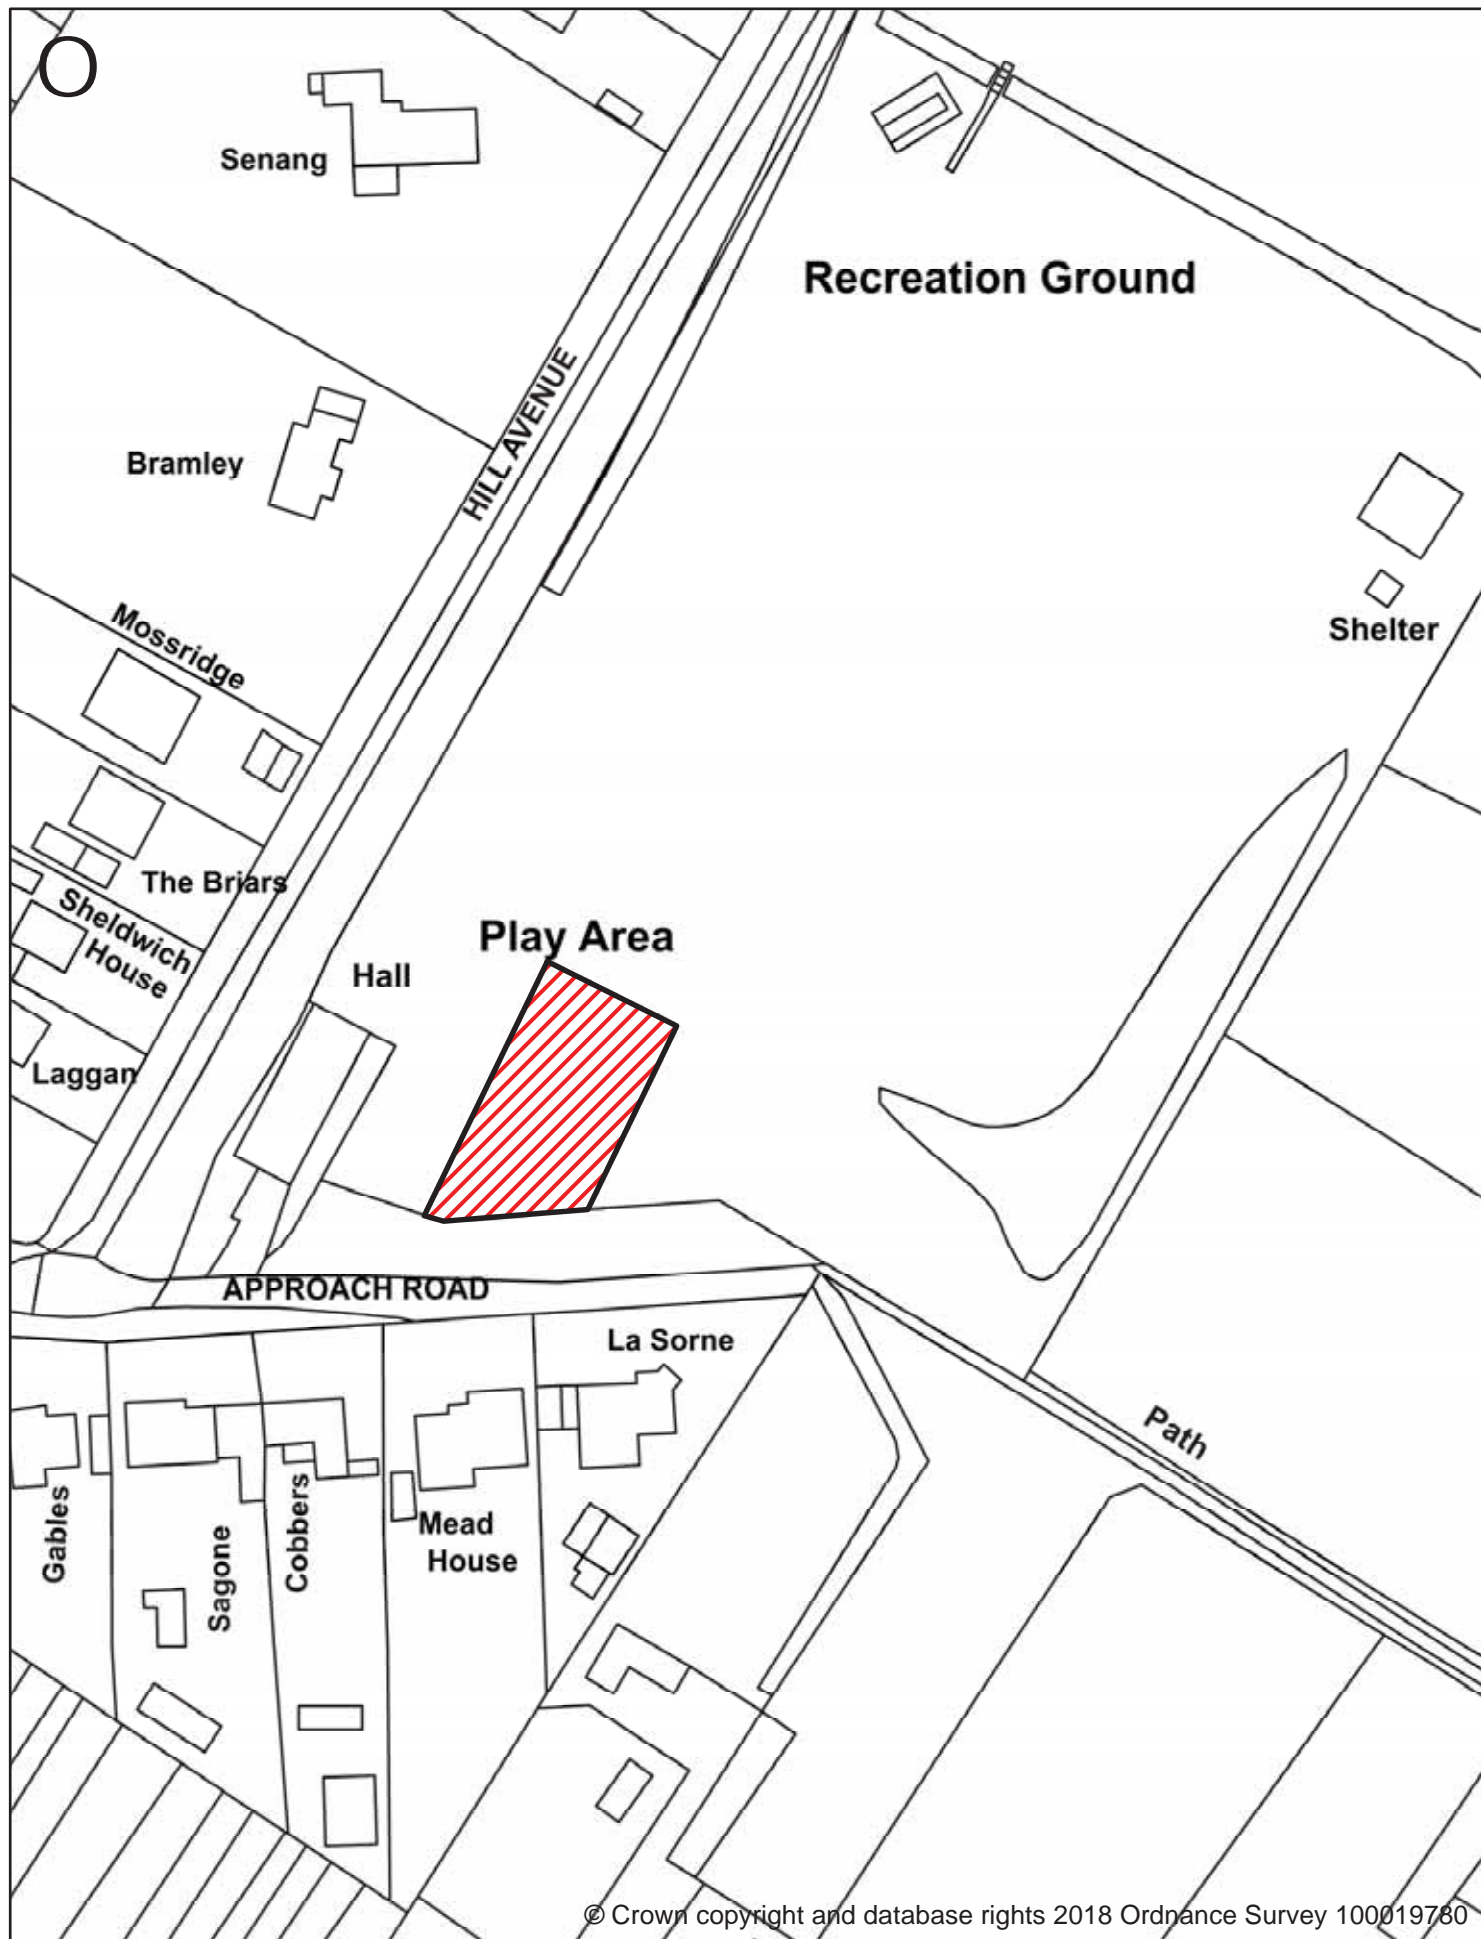 O
Senang
Recreation Ground
HILL AVENUE
Bramley
Mossridge
Shelter
The Briars
Sheldwich
House
Play Area
Hall
Laggan
APPROACH ROAD
La Sorne
Path
Gables
Sagone
Cobbers
Mead
House
© Crown copyright and database rights 2018 Ordnance Survey 100019780